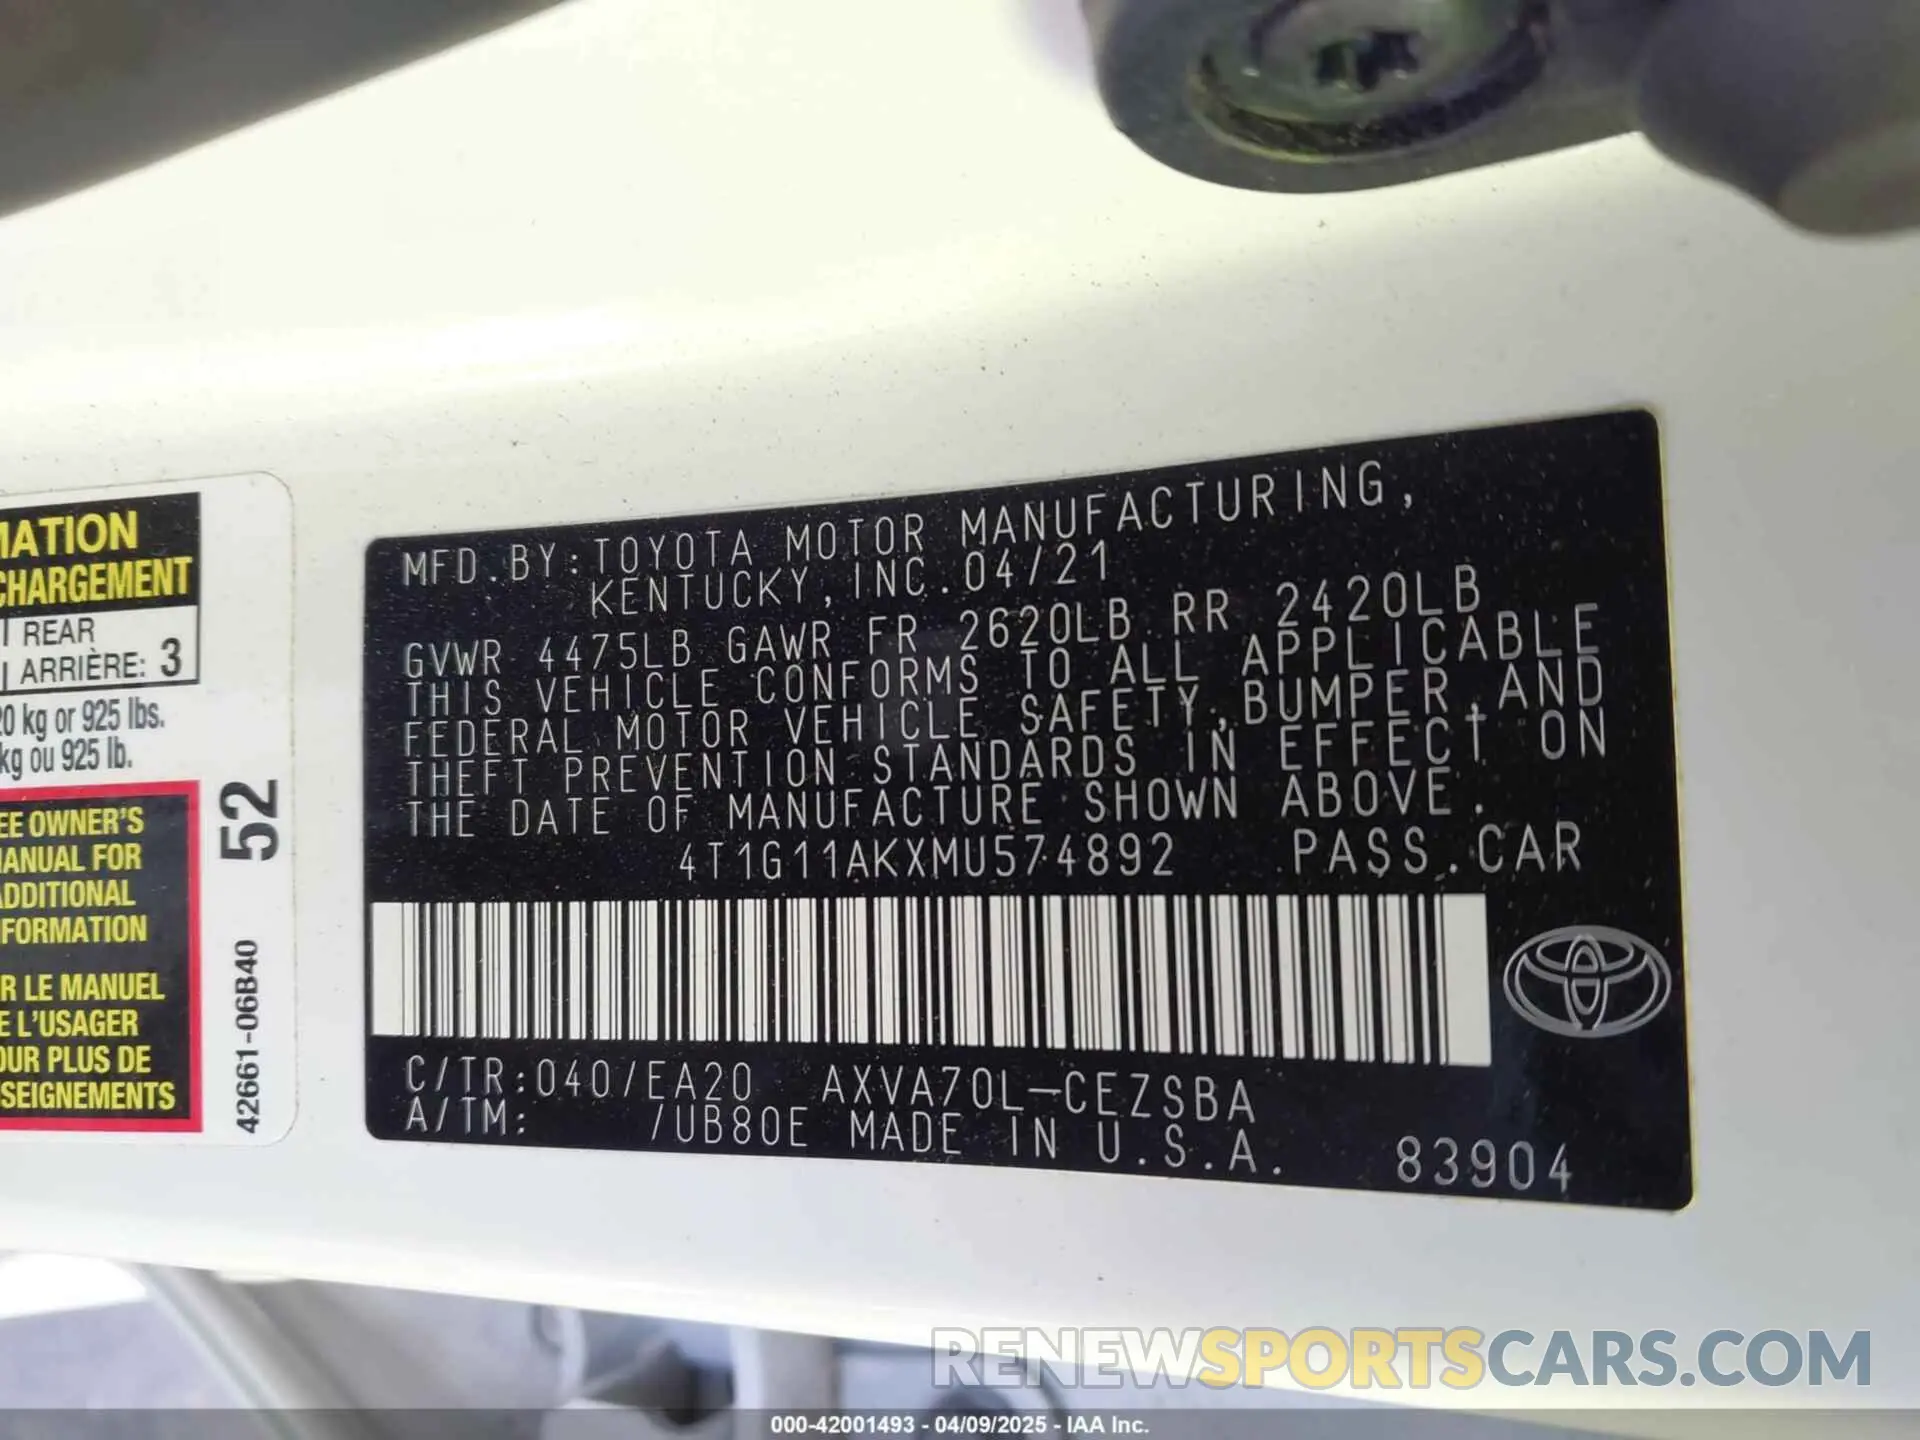 MATION
CHARGEMENT
REAR
ARRIÈRE: 3
20 kg or 925 lbs.
kg ou 925 lb.
EE OWNER'S
MANUAL FOR
ADDITIONAL
FORMATION
R LE MANUEL
E L'USAGER
OUR PLUS DE
SEIGNEMENTS
52
42661-06B40
MFD.BY:TOYOTA MOTOR MANUFACTURING,
KENTUCKY,INC.04/21
GVWR 4475LB GAWR FR 2620LB RR 2420LB
THIS VEHICLE CONFORMS TO ALL APPLICABLE
FEDERAL MOTOR VEHICLE SAFETY,BUMPER,AND
THEFT PREVENTION STANDARDS IN EFFECT ON
THE DATE OF MANUFACTURE SHOWN ABOVE.
4T1G11AKXMU574892 PASS.CAR
C/TR:040/EA20 AXVA70L-CEZSBA
A/TM: /UB80E MADE IN U.S.A.
83904
RENEWSPORTSCARS.COM
000-42001493 - 04/09/2025 - IAA Inc.